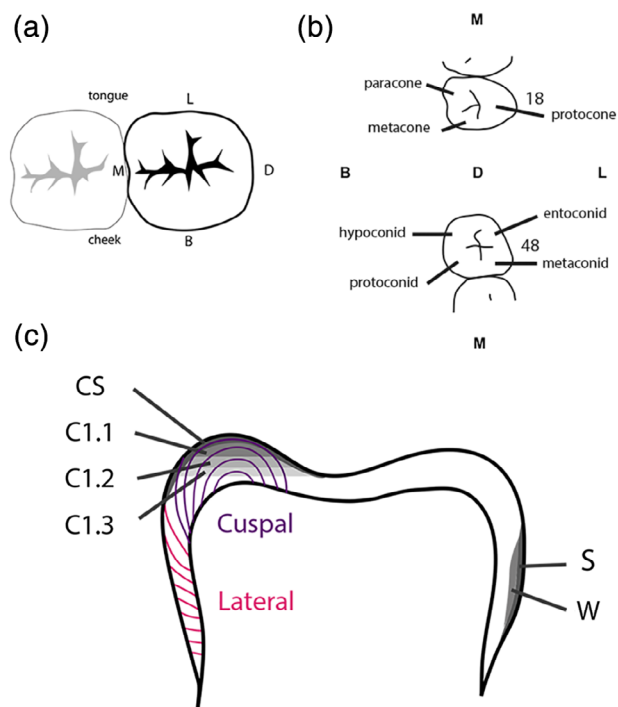 (a)
tongue
L
M
D
B
cheek
(b)
M
paracone
18
protocone
metacone
B
D
L
entoconid
hypoconid
48
metaconid
protoconid
M
(c)
CS
C1.1
C1.2
C1.3
Cuspal
Lateral
S
W